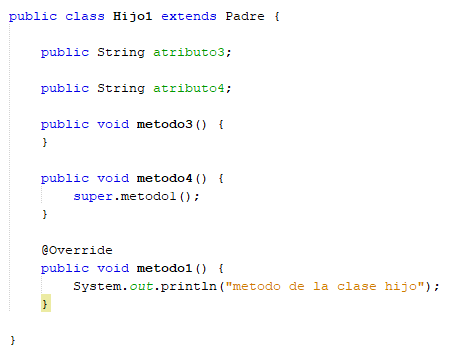 public class Hijo1 extends Padre {
public String atributo3;
public String atributo4;
public void metodo3() {
}
public void metodo4() {
super.metodo1();
}
@Override
public void metodo1() {
System.out.println("metodo de la clase hijo");
}
}